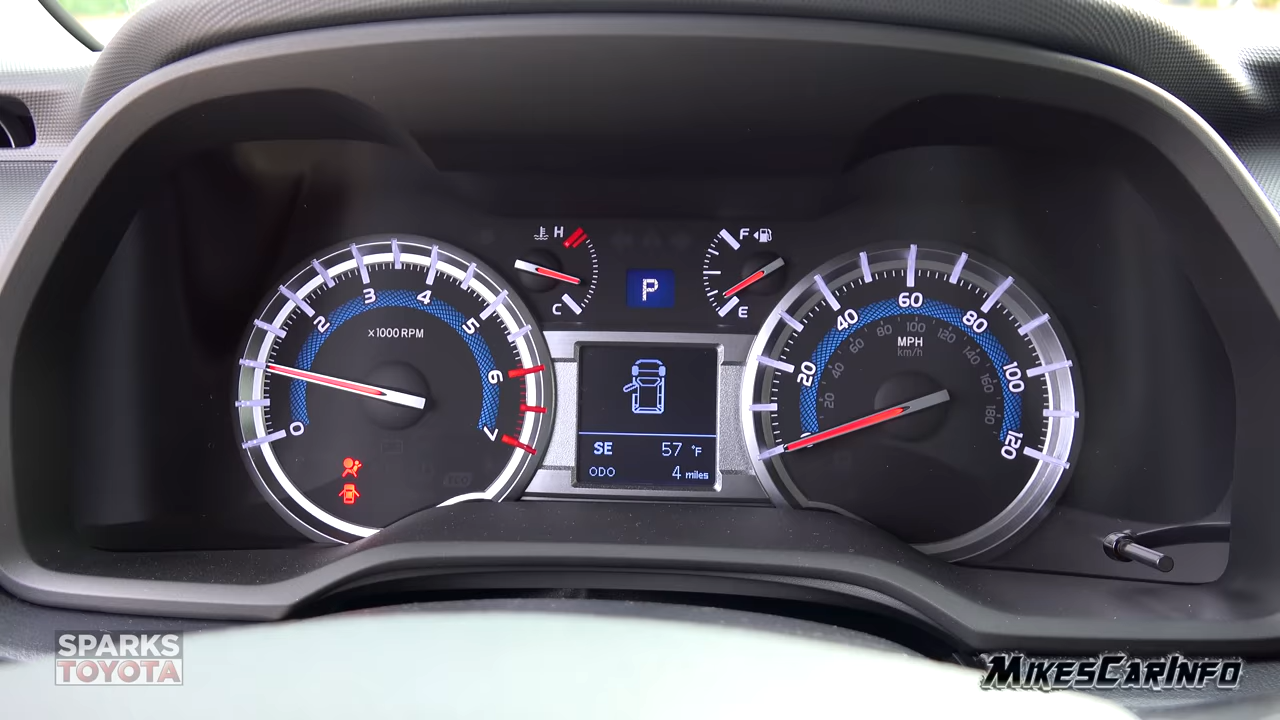 H
C
P
F
E
0
1
2
3
4
5
6
7
x1000 RPM
SE 57 °F
ODO 4 miles
0
20
40
60
80
100
120
MPH
km/h
20
40
60
80
100
120
140
160
180
SPARKS
TOYOTA
MIKESCARINFO